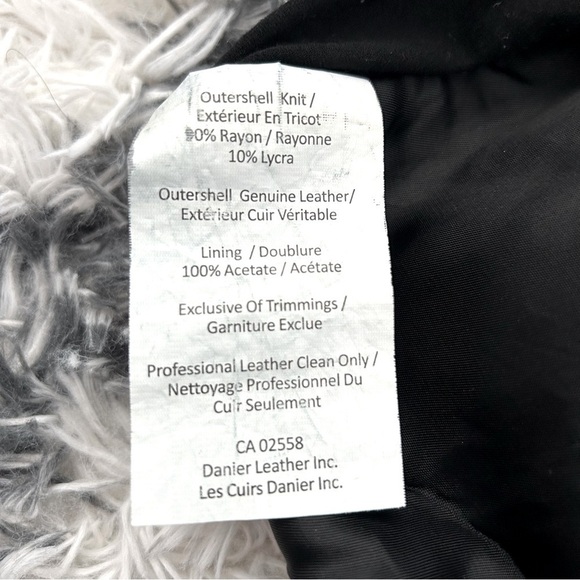 Outershell Knit /
Extérieur En Tricot
90% Rayon / Rayonne
10% Lycra
Outershell Genuine Leather/
Extérieur Cuir Véritable
Lining / Doublure
100% Acetate / Acétate
Exclusive Of Trimmings /
Garniture Exclue
Professional Leather Clean Only /
Nettoyage Professionnel Du
Cuir Seulement
CA 02558
Danier Leather Inc.
Les Cuirs Danier Inc.